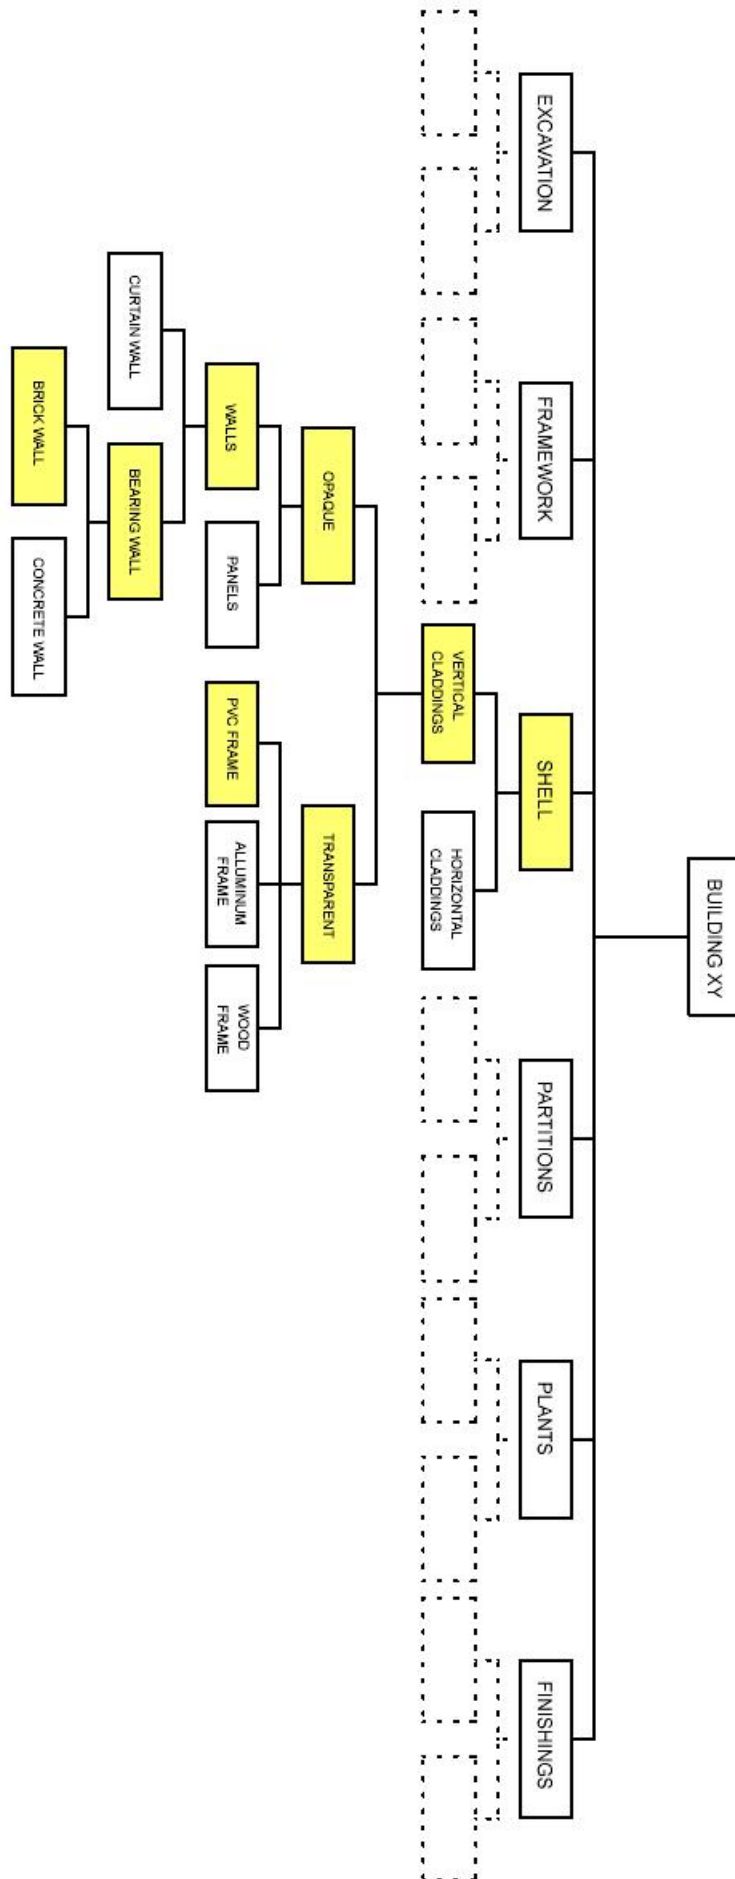 BUILDING XY
EXCAVATION
FRAMEWORK
SHELL
PARTITIONS
PLANTS
FINISHINGS
VERTICAL
CLADDINGS
HORIZONTAL
CLADDINGS
OPAQUE
TRANSPARENT
WALLS
PANELS
PVC FRAME
ALLUMINUM
FRAME
WOOD
FRAME
CURTAIN WALL
BEARING WALL
BRICK WALL
CONCRETE WALL